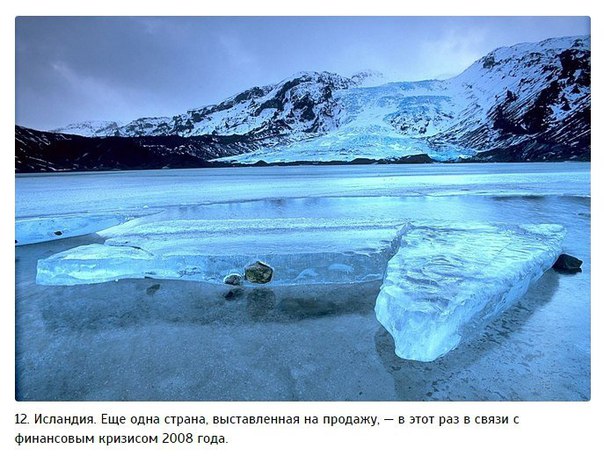 12. Исландия. Еще одна страна, выставленная на продажу, — в этот раз в связи с
финансовым кризисом 2008 года.